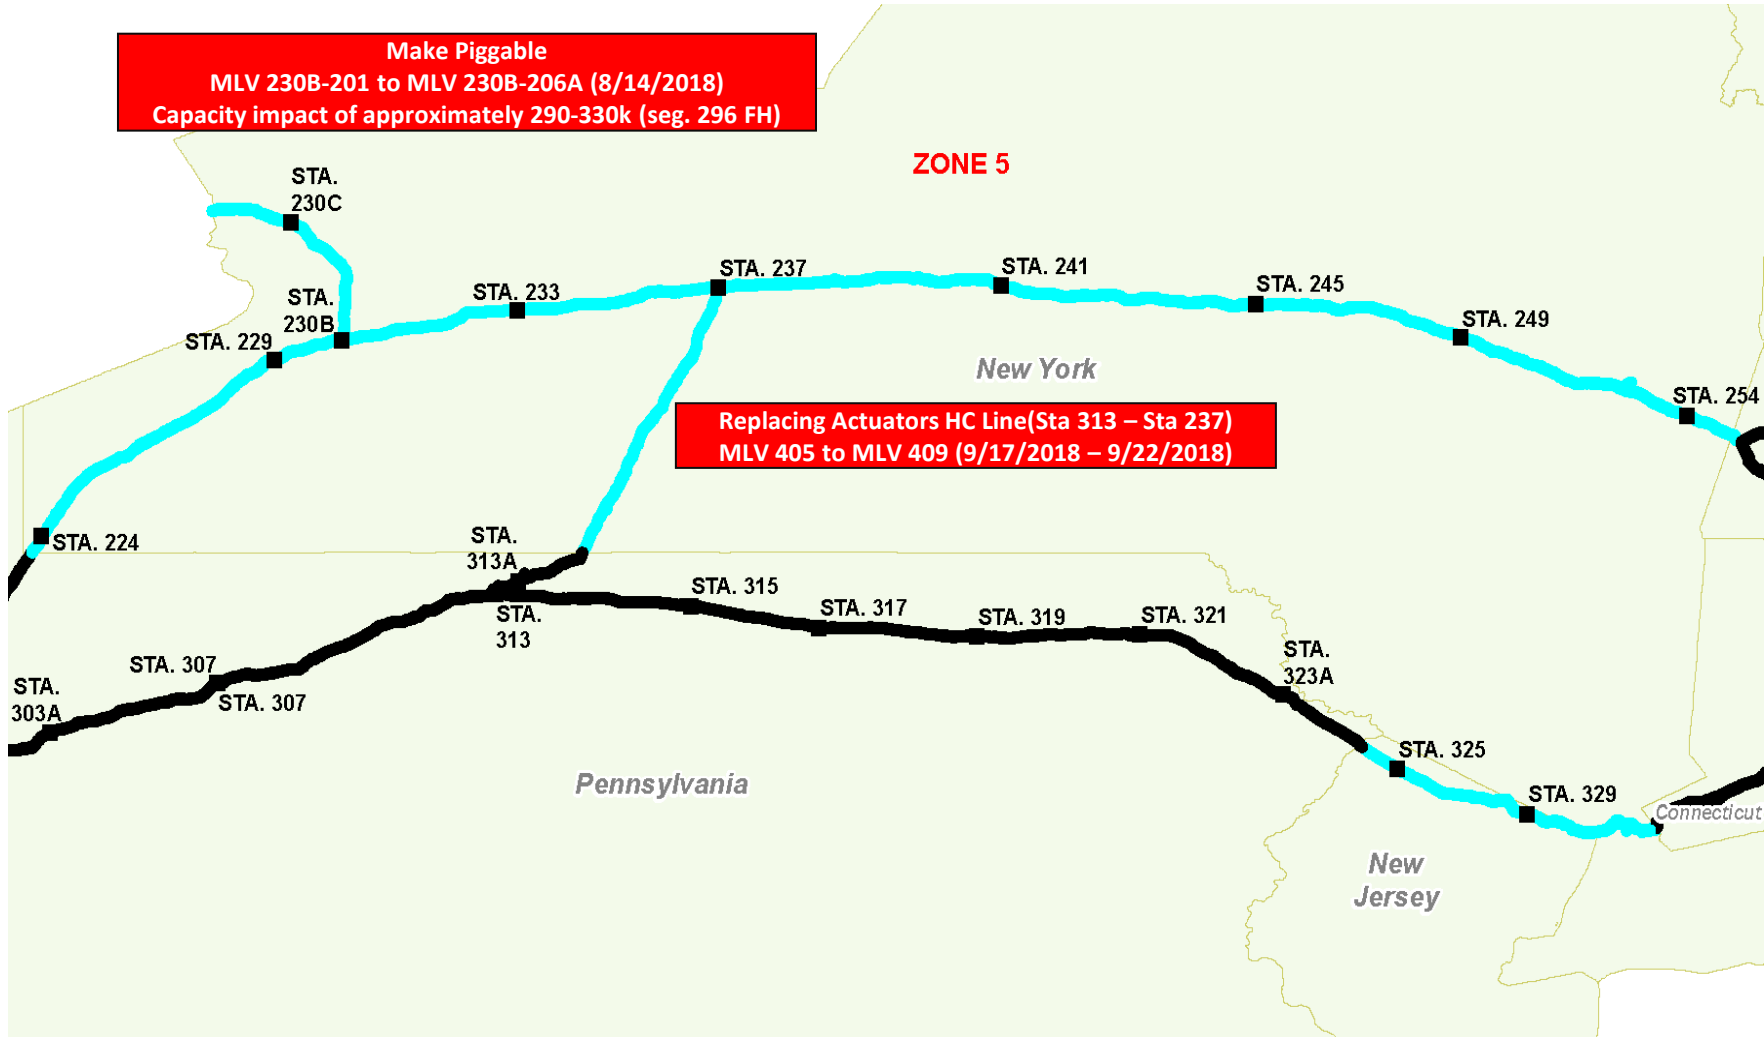 Make Piggable
MLV 230B-201 to MLV 230B-206A (8/14/2018)
Capacity impact of approximately 290-330k (seg. 296 FH)
ZONE 5
STA.
230C
STA. 237
STA. 241
STA. 245
STA. 233
STA.
230B
STA. 249
STA. 229
New York
STA. 254
Replacing Actuators HC Line(Sta 313 – Sta 237)
MLV 405 to MLV 409 (9/17/2018 – 9/22/2018)
STA. 224
STA.
313A
STA. 315
STA.
313
STA. 317
STA. 319
STA. 321
STA.
323A
STA. 307
STA. 307
STA.
303A
STA. 325
Pennsylvania
STA. 329
Connecticut
New
Jersey